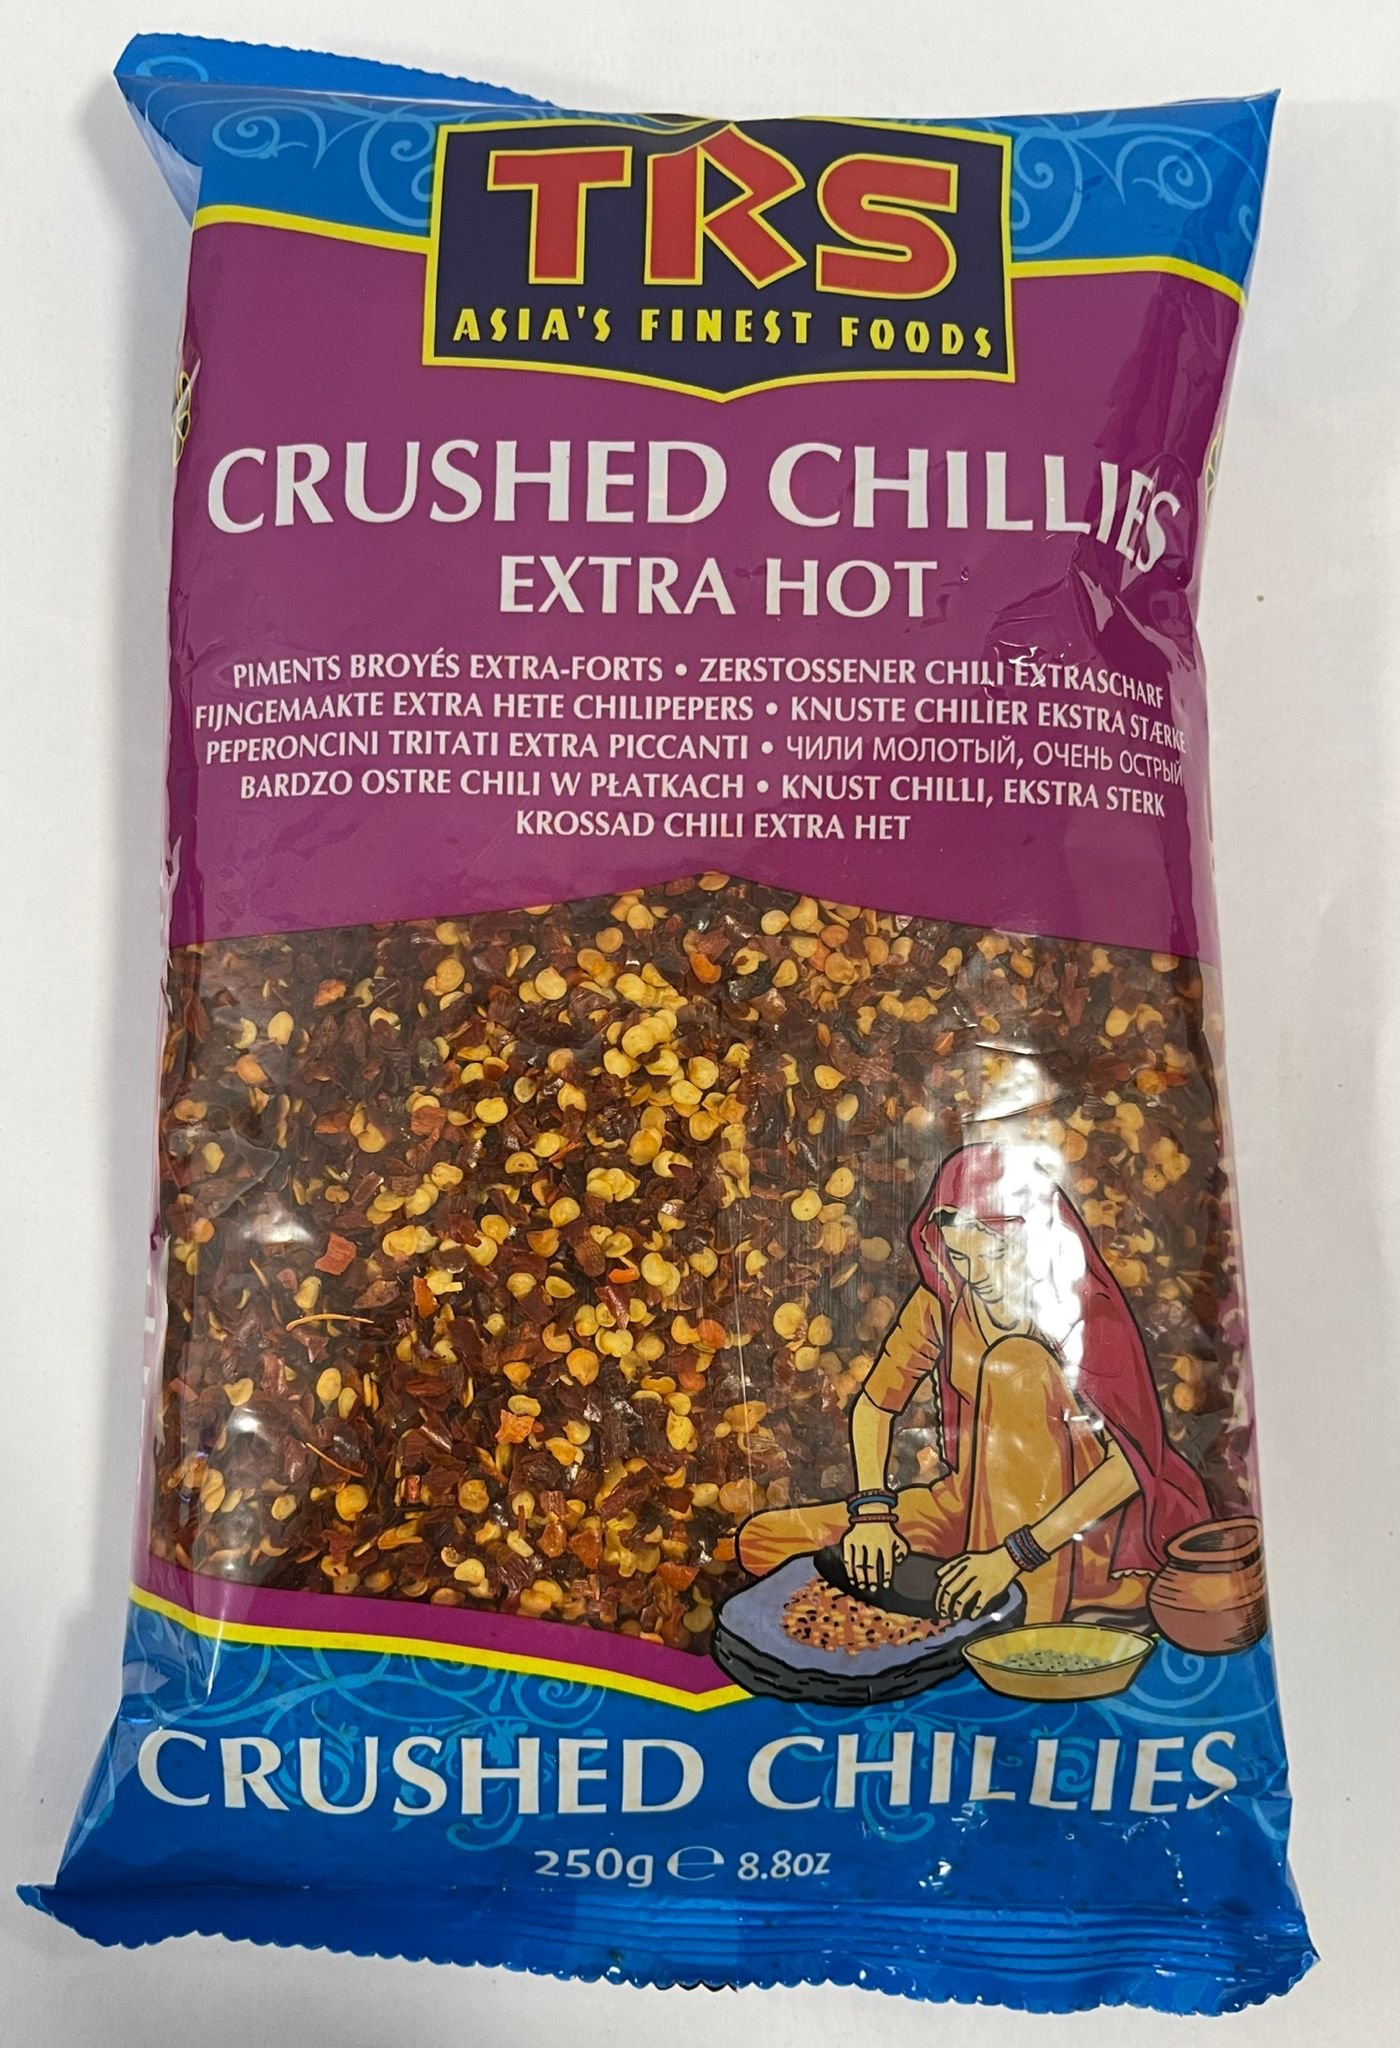 TRS
ASIA'S FINEST FOODS
CRUSHED CHILLIES
EXTRA HOT
PIMENTS BROYÉS EXTRA-FORTS • ZERSTOSSENER CHILI EXTRASCHARF
FIJNGEMAAKTE EXTRA HETE CHILIPEPERS • KNUSTE CHILIER EKSTRA STÆRKE
PEPERONCINI TRITATI EXTRA PICCANTI • ЧИЛИ МОЛОТЫЙ, ОЧЕНЬ ОСТРЫЙ
BARDZO OSTRE CHILI W PŁATKACH • KNUST CHILLI, EKSTRA STERK
KROSSAD CHILI EXTRA HET
CRUSHED CHILLIES
250g ℮ 8.8oz